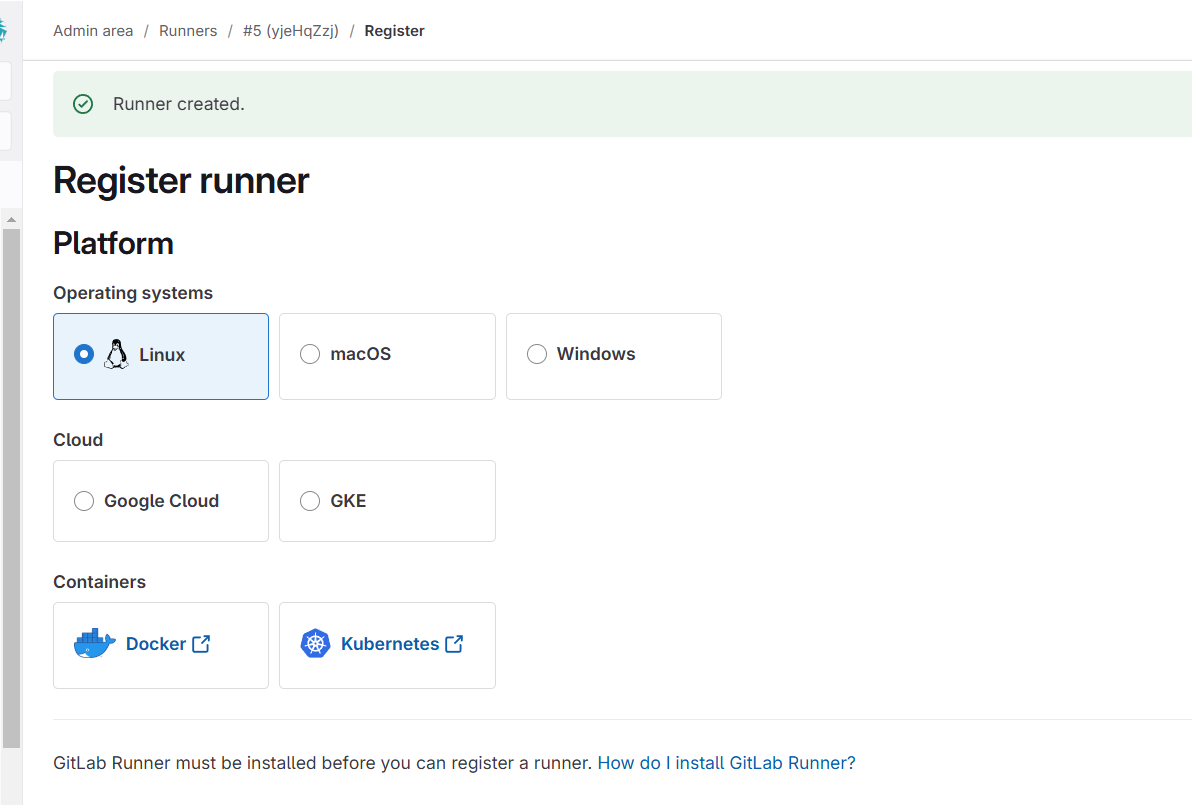 Admin area / Runners / #5 (yjeHqZzj) / Register
Runner created.
Register runner
Platform
Operating systems
Linux macOS Windows
Cloud
Google Cloud GKE
Containers
Docker Kubernetes
GitLab Runner must be installed before you can register a runner. How do I install GitLab Runner?